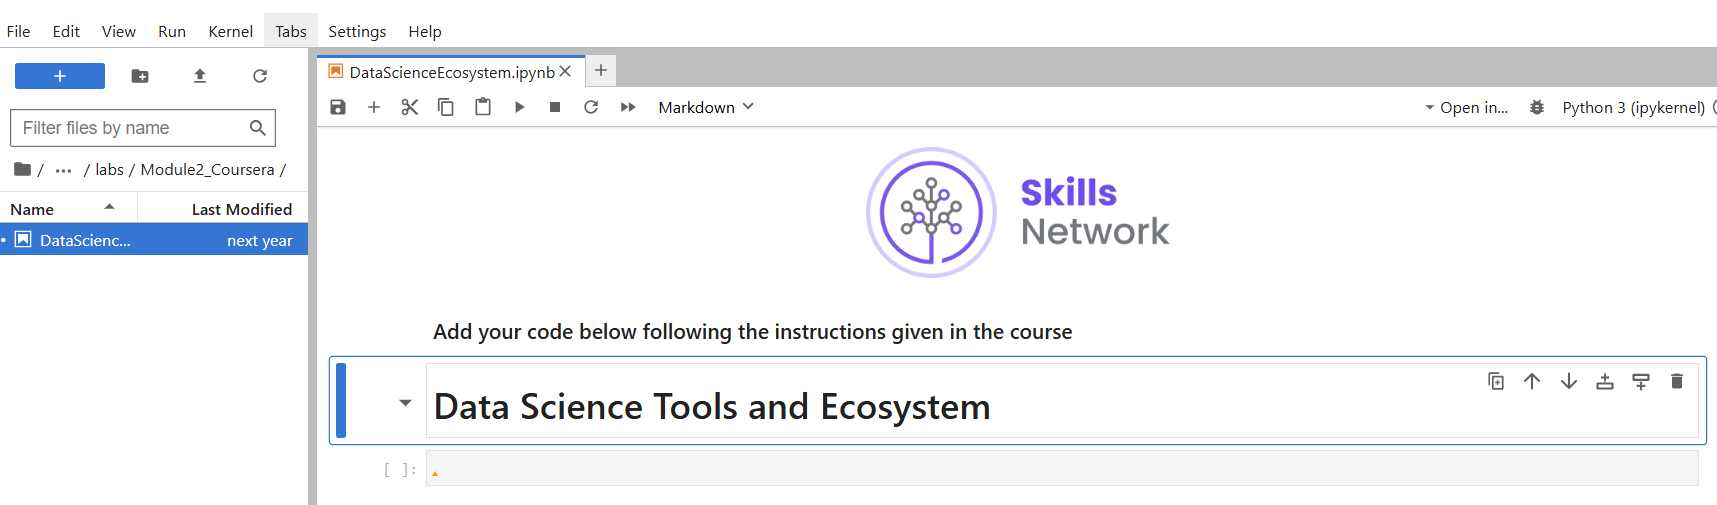 File Edit View Run Kernel Tabs Settings Help
DataScienceEcosystem.ipynb
Markdown
Open in...
Python 3 (ipykernel)
Filter files by name
/ ... / labs / Module2_Coursera /
Name Last Modified
DataScienc... next year
Skills
Network
Add your code below following the instructions given in the course
Data Science Tools and Ecosystem
[ ]: